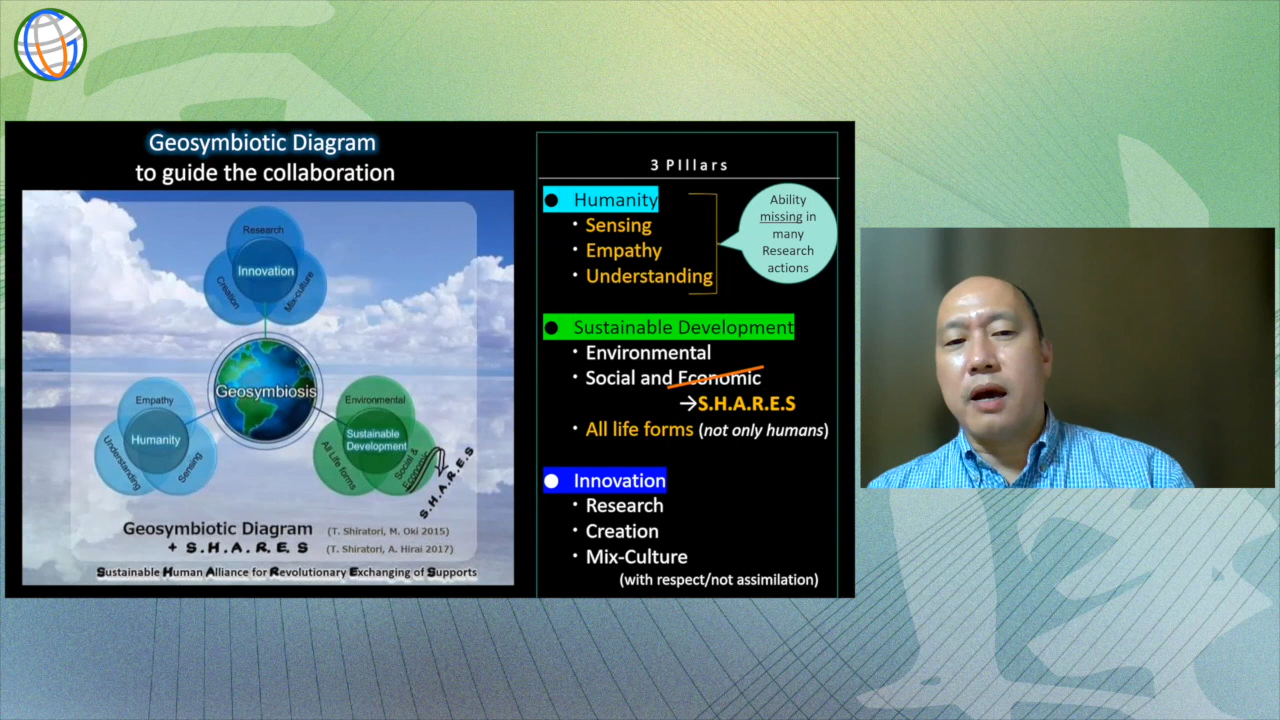 Geosymbiotic Diagram
to guide the collaboration
Research
Innovation
Creation
Mix-culture
Geosymbiosis
Empathy
Humanity
Understanding
Sensing
Environmental
Sustainable
Development
All Life forms
Social &
Economic
S.H.A.R.E.S
Geosymbiotic Diagram (T. Shiratori, M. Oki 2015)
+ S.H.A.R.E.S (T. Shiratori, A. Hirai 2017)
Sustainable Human Alliance for Revolutionary Exchanging of Supports
3 PIllars
● Humanity
· Sensing
· Empathy
· Understanding
Ability
missing in
many
Research
actions
● Sustainable Development
· Environmental
· Social and Economic
→S.H.A.R.E.S
· All life forms (not only humans)
● Innovation
· Research
· Creation
· Mix-Culture
(with respect/not assimilation)